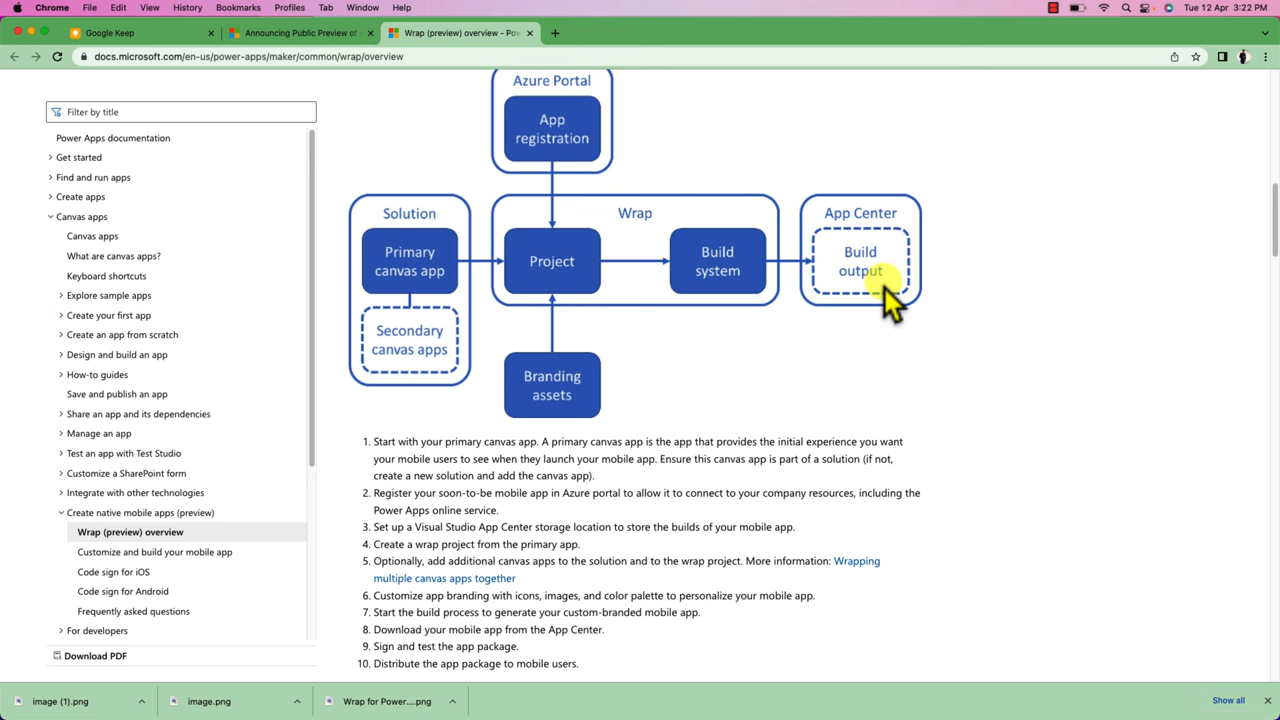 Chrome File Edit View History Bookmarks Profiles Tab Window Help Tue 12 Apr 3:22 PM
Google Keep Announcing Public Preview of Wrap (preview) overview - Pow
docs.microsoft.com/en-us/power-apps/maker/common/wrap/overview
Filter by title
Power Apps documentation
Get started
Find and run apps
Create apps
Canvas apps
Canvas apps
What are canvas apps?
Keyboard shortcuts
Explore sample apps
Create your first app
Create an app from scratch
Design and build an app
How-to guides
Save and publish an app
Share an app and its dependencies
Manage an app
Test an app with Test Studio
Customize a SharePoint form
Integrate with other technologies
Create native mobile apps (preview)
Wrap (preview) overview
Customize and build your mobile app
Code sign for iOS
Code sign for Android
Frequently asked questions
For developers
Download PDF
Azure Portal
App
registration
Solution
Primary
canvas app
Secondary
canvas apps
Wrap
Project
Build
system
Branding
assets
App Center
Build
output
1. Start with your primary canvas app. A primary canvas app is the app that provides the initial experience you want
your mobile users to see when they launch your mobile app. Ensure this canvas app is part of a solution (if not,
create a new solution and add the canvas app).
2. Register your soon-to-be mobile app in Azure portal to allow it to connect to your company resources, including the
Power Apps online service.
3. Set up a Visual Studio App Center storage location to store the builds of your mobile app.
4. Create a wrap project from the primary app.
5. Optionally, add additional canvas apps to the solution and to the wrap project. More information: Wrapping
multiple canvas apps together
6. Customize app branding with icons, images, and color palette to personalize your mobile app.
7. Start the build process to generate your custom-branded mobile app.
8. Download your mobile app from the App Center.
9. Sign and test the app package.
10. Distribute the app package to mobile users.
image (1).png image.png Wrap for Power....png Show all